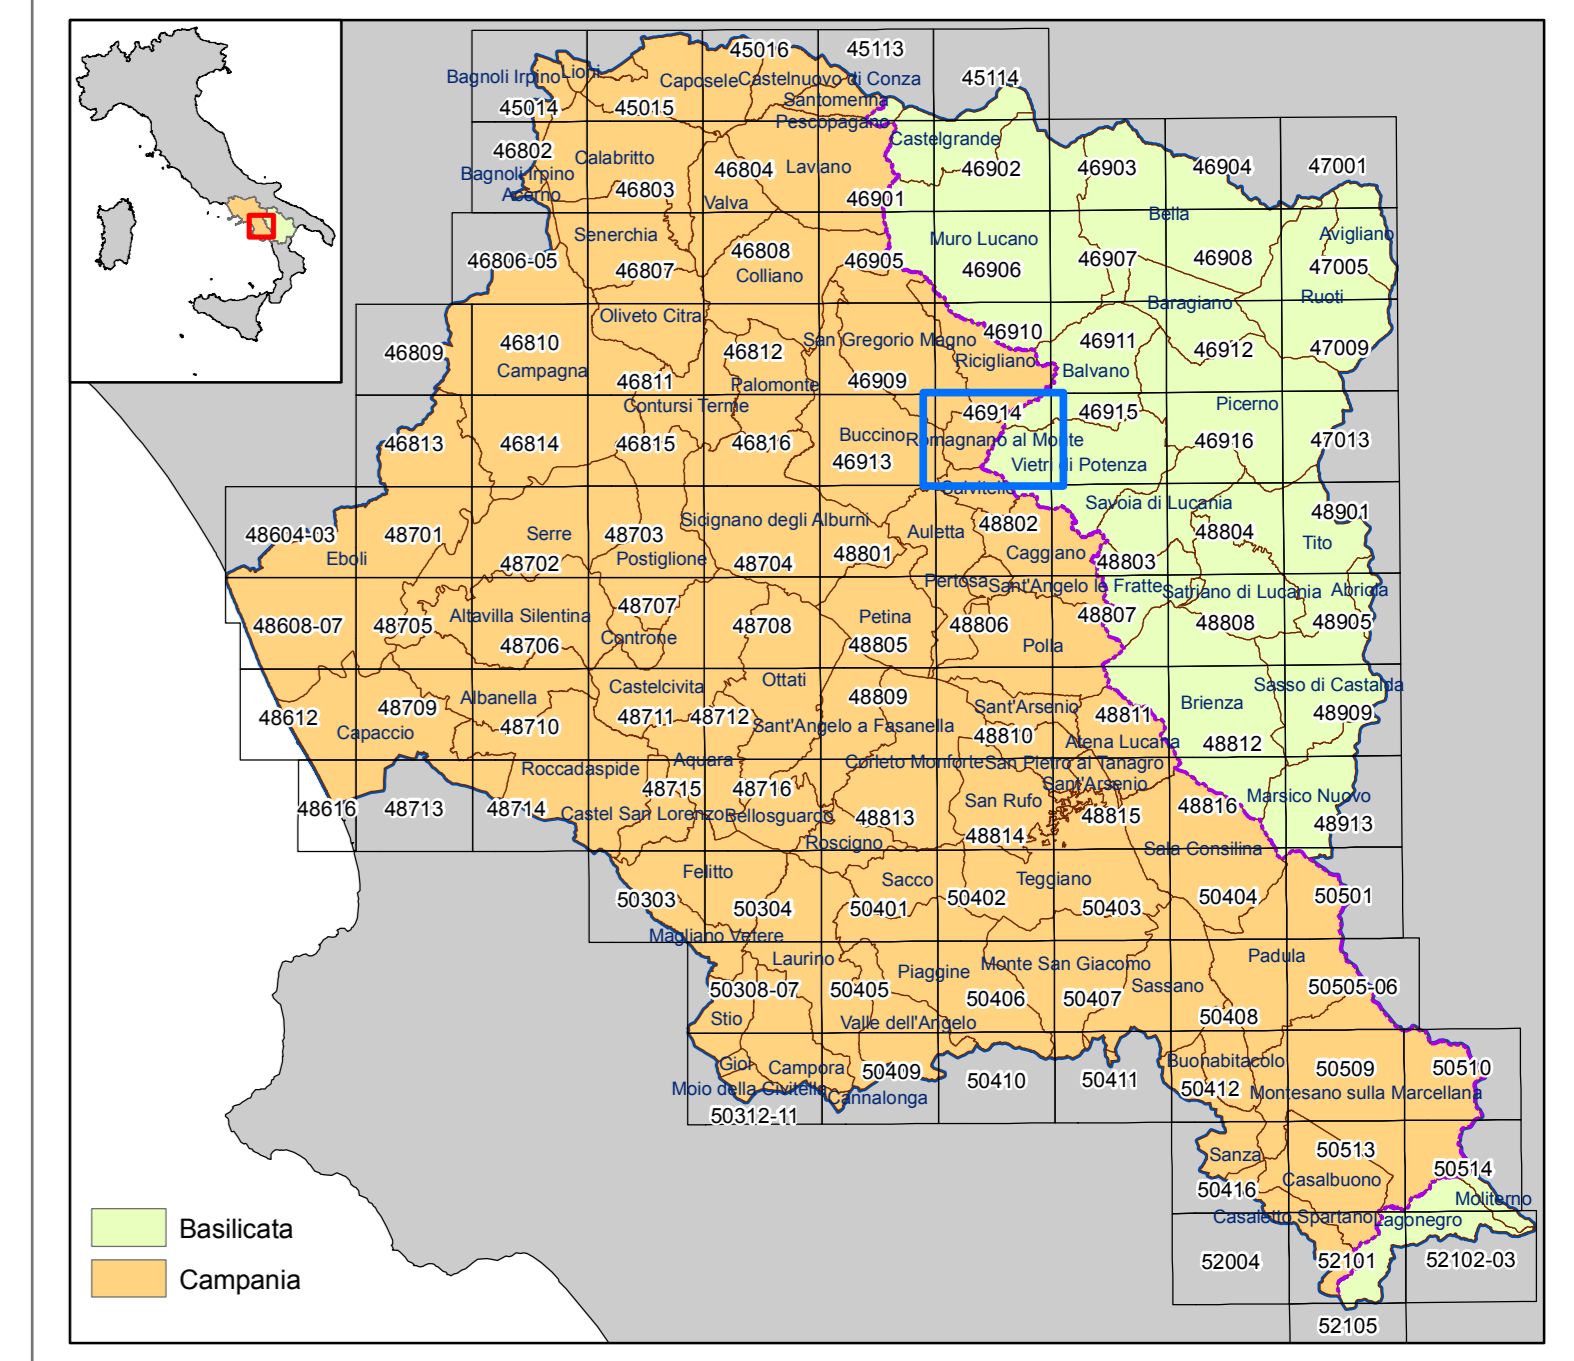 45016
45113
45114
Bagnoli Irpino
Lioni
Caposele
Castelnuovo di Conza
45014
45015
Santomenna
Pescopagano
Castelgrande
46802
Calabritto
46804
Laviano
46902
46903
46904
47001
Bagnoli Irpino
Acerno
46803
Valva
46901
Bella
Senerchia
Muro Lucano
Avigliano
46806-05
46807
46808
Colliano
46905
46906
46907
46908
47005
Oliveto Citra
Baragiano
Ruoti
46809
46810
Campagna
46811
46812
San Gregorio Magno
46910
Ricigliano
46911
Balvano
46912
47009
Palomonte
46909
Contursi Terme
46914
46915
Picerno
46813
46814
46815
46816
Buccino
46913
Romagnano al Monte
Vietri di Potenza
46916
47013
Salvitelle
Savoia di Lucania
48604-03
Eboli
48701
Serre
48702
48703
Postiglione
Sicignano degli Alburni
48704
48801
Auletta
48802
Caggiano
48803
48804
48901
Tito
Pertosa
Sant'Angelo le Fratte
Satriano di Lucania
Abriola
48608-07
48705
Altavilla Silentina
48706
48707
Controne
48708
Petina
48805
48806
Polla
48807
48808
48905
48612
Capaccio
48709
Albanella
48710
Castelcivita
48711
Ottati
48712
Sant'Angelo a Fasanella
48809
Sant'Arsenio
48810
48811
Atena Lucana
Brienza
48812
Sasso di Castalda
48909
Roccadaspide
Aquara
Corleto Monforte
San Pietro al Tanagro
Sant'Arsenio
48616
48713
48714
48715
Castel San Lorenzo
48716
Bellosguardo
48813
Roscigno
San Rufo
48814
48815
48816
Marsico Nuovo
48913
Sala Consilina
Felitto
50303
50304
Sacco
50401
50402
Teggiano
50403
50404
50501
Magliano Vetere
Laurino
50308-07
Stio
50405
Piaggine
Monte San Giacomo
50406
50407
Sassano
50408
Padula
50505-06
Valle dell'Angelo
Gioi
Campora
Moio della Civitella
Cannalonga
50409
50410
50411
Buonabitacolo
50412
50509
Montesano sulla Marcellana
50510
50312-11
Sanza
50416
50513
Casalbuono
50514
Moliterno
Casaletto Spartano
Lagonegro
52004
52101
52102-03
52105
Basilicata
Campania